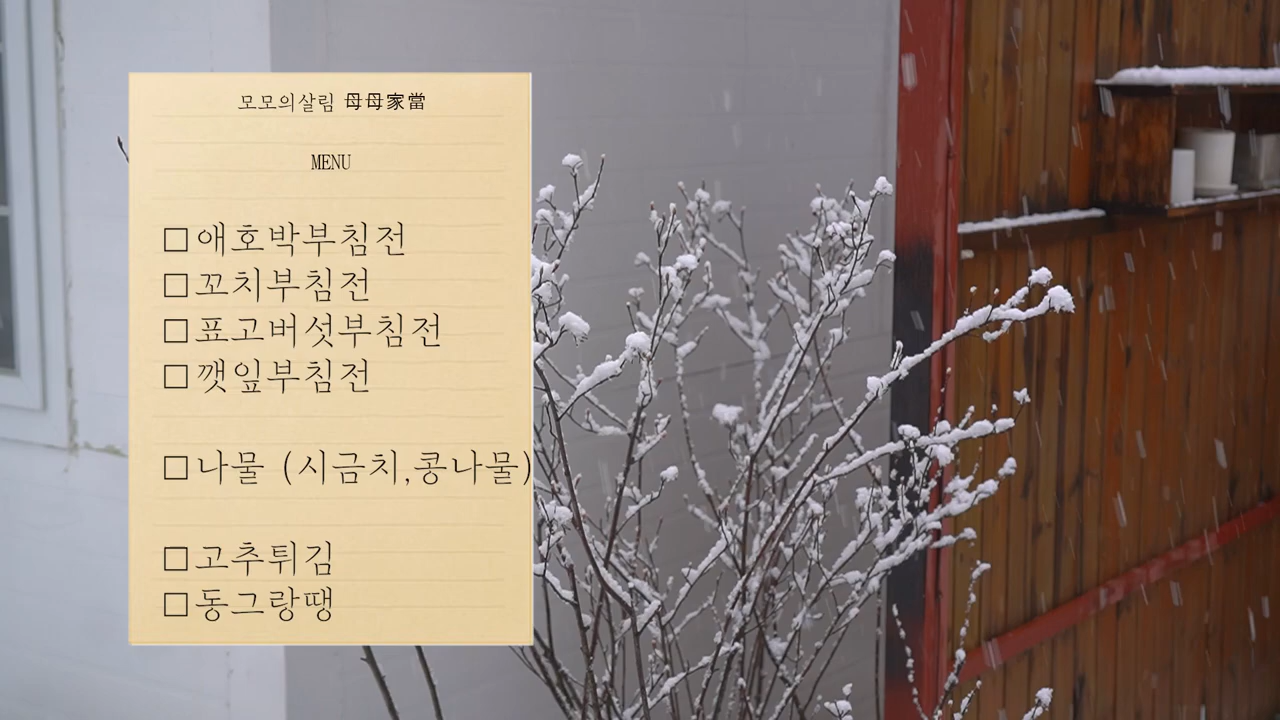 모모의살림 母母家當
MENU
□애호박부침전
□꼬치부침전
□표고버섯부침전
□깻잎부침전
□나물 (시금치,콩나물)
□고추튀김
□동그랑땡